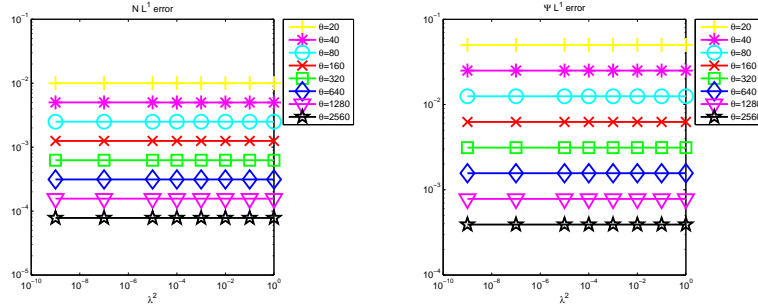 N L¹ error
10⁻¹
10⁻²
10⁻³
10⁻⁴
10⁻⁵
10⁻¹⁰
10⁻⁸
10⁻⁶
10⁻⁴
10⁻²
10⁰
λ²
θ=20
θ=40
θ=80
θ=160
θ=320
θ=640
θ=1280
θ=2560
Ψ L¹ error
10⁻¹
10⁻²
10⁻³
10⁻⁴
10⁻¹⁰
10⁻⁸
10⁻⁶
10⁻⁴
10⁻²
10⁰
λ²
θ=20
θ=40
θ=80
θ=160
θ=320
θ=640
θ=1280
θ=2560